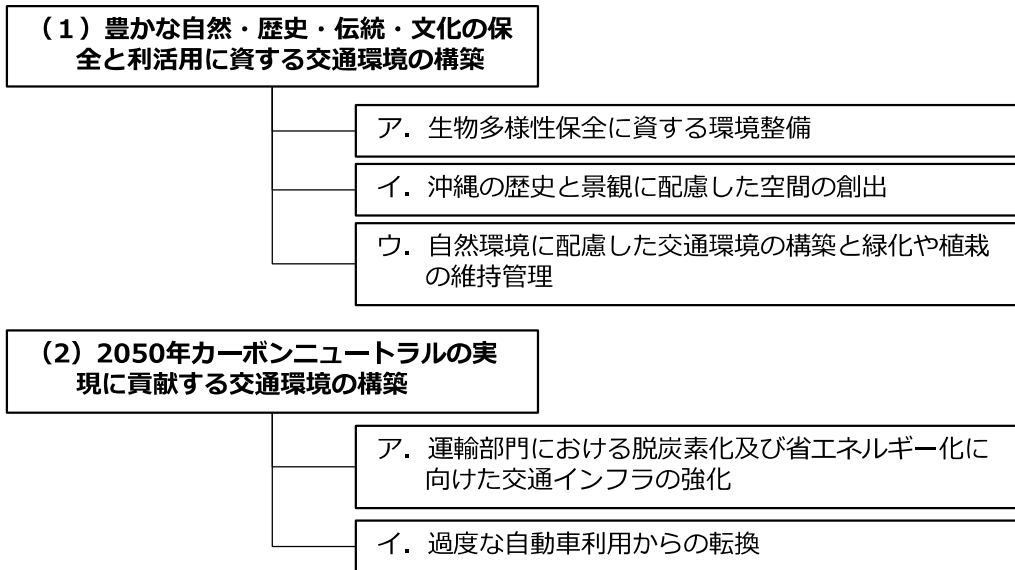 （１）豊かな自然・歴史・伝統・文化の保
全と利活用に資する交通環境の構築
ア．生物多様性保全に資する環境整備
イ．沖縄の歴史と景観に配慮した空間の創出
ウ．自然環境に配慮した交通環境の構築と緑化や植栽
の維持管理
（2）2050年カーボンニュートラルの実
現に貢献する交通環境の構築
ア．運輸部門における脱炭素化及び省エネルギー化に
向けた交通インフラの強化
イ．過度な自動車利用からの転換